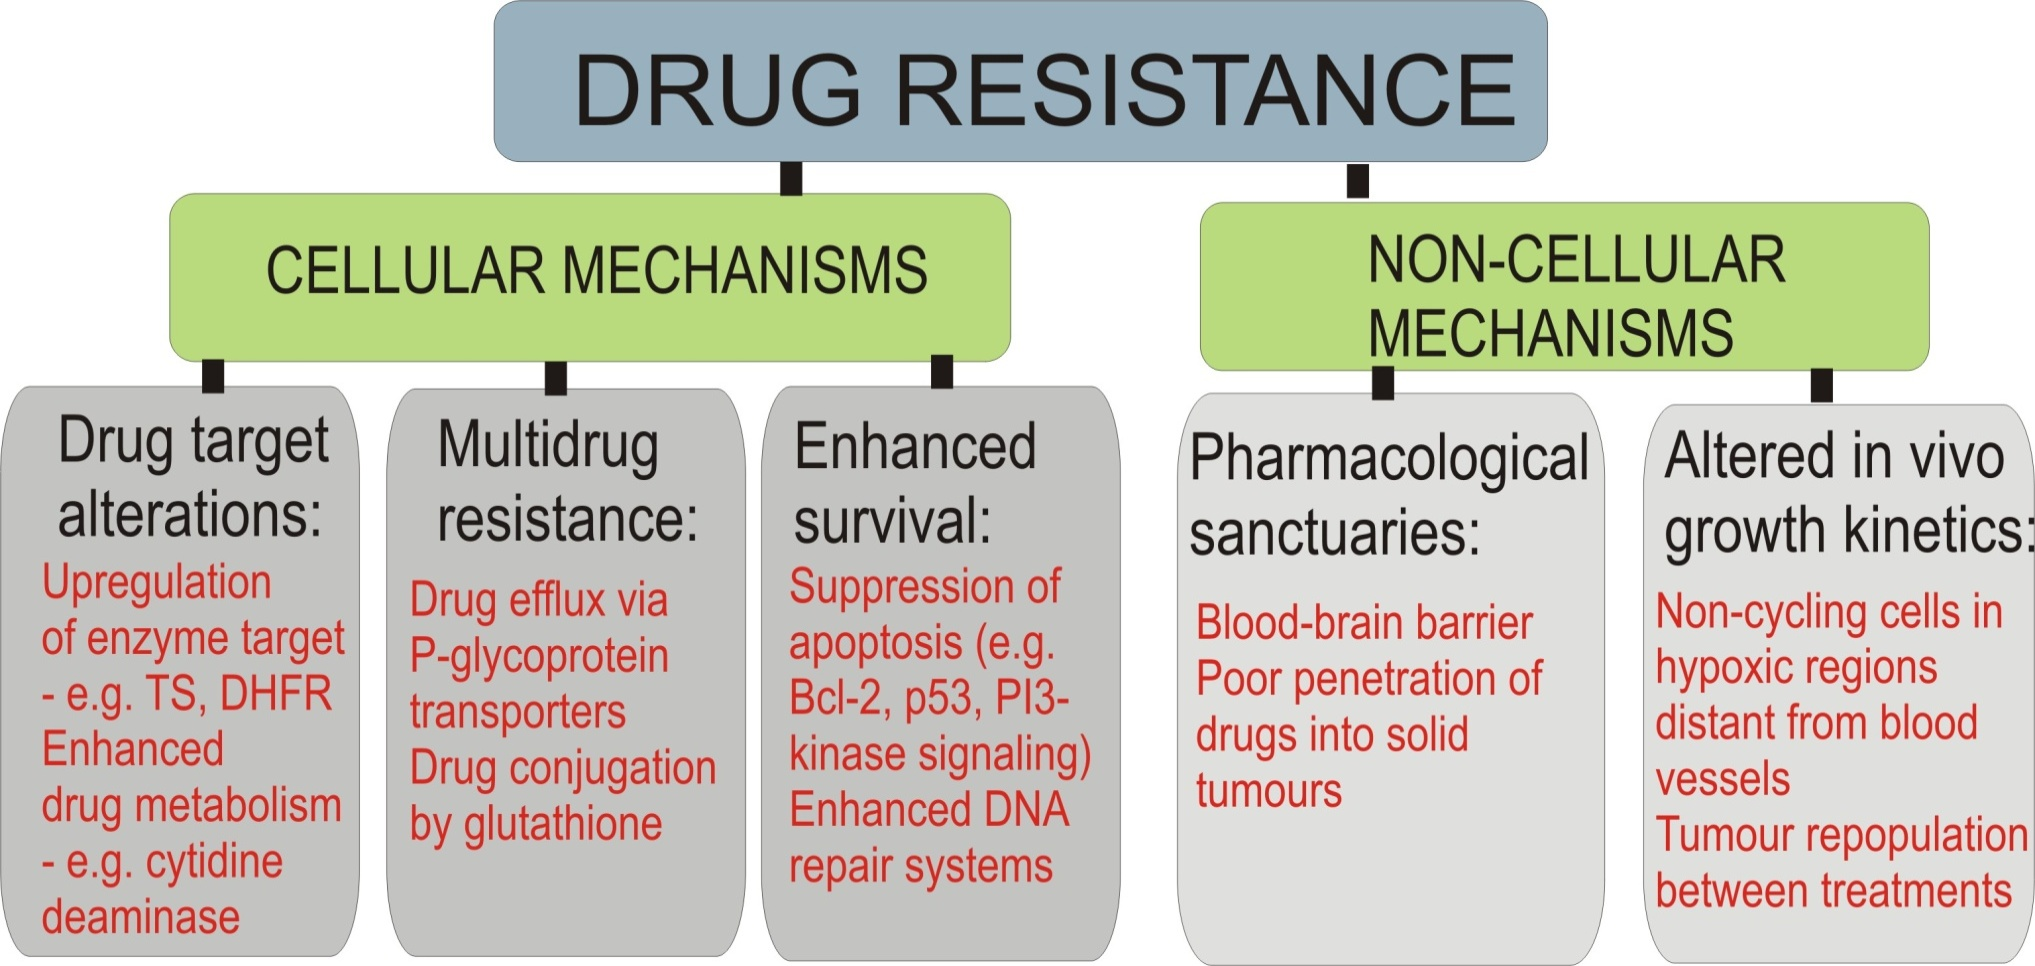 DRUG RESISTANCE
CELLULAR MECHANISMS
NON-CELLULAR
MECHANISMS
Drug target
alterations:
Upregulation
of enzyme target
- e.g. TS, DHFR
Enhanced
drug metabolism
- e.g. cytidine
deaminase
Multidrug
resistance:
Drug efflux via
P-glycoprotein
transporters
Drug conjugation
by glutathione
Enhanced
survival:
Suppression of
apoptosis (e.g.
Bcl-2, p53, PI3-
kinase signaling)
Enhanced DNA
repair systems
Pharmacological
sanctuaries:
Blood-brain barrier
Poor penetration of
drugs into solid
tumours
Altered in vivo
growth kinetics:
Non-cycling cells in
hypoxic regions
distant from blood
vessels
Tumour repopulation
between treatments